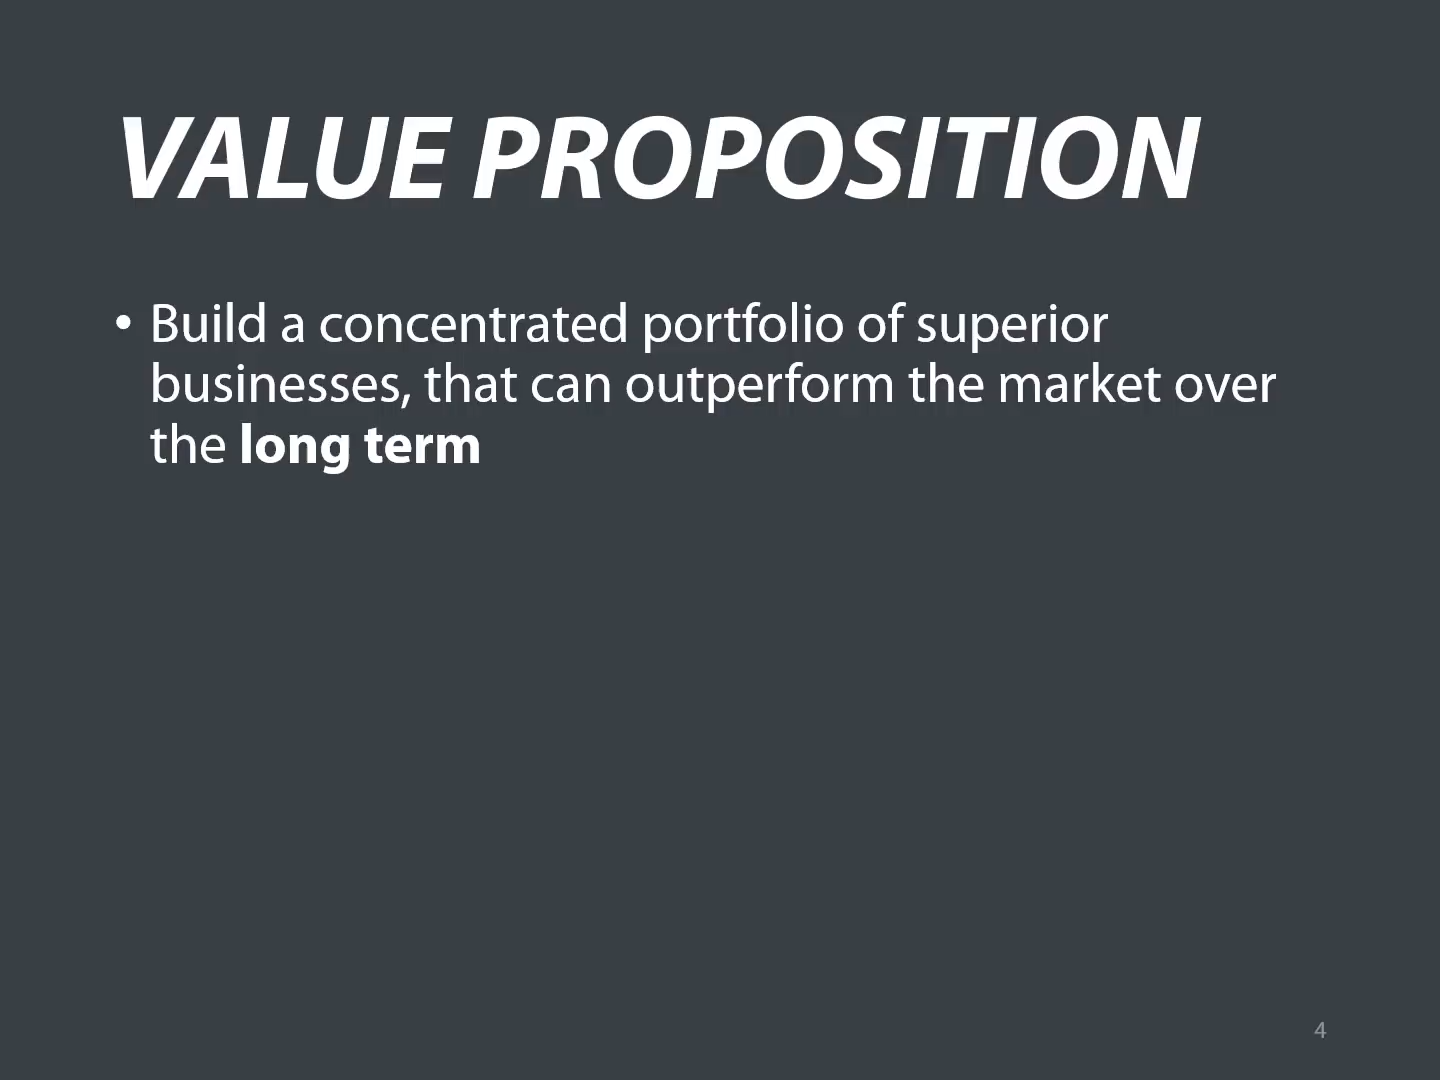 VALUE PROPOSITION
• Build a concentrated portfolio of superior
businesses, that can outperform the market over
the long term
4